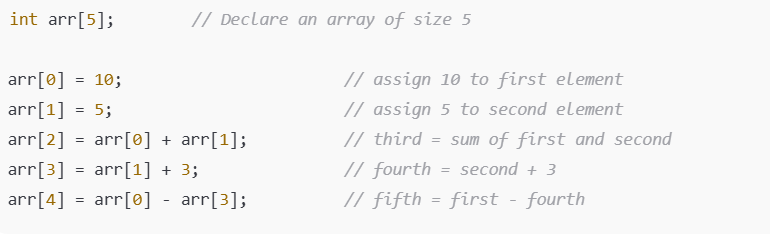 int arr[5];        // Declare an array of size 5
arr[0] = 10;                      // assign 10 to first element
arr[1] = 5;                       // assign 5 to second element
arr[2] = arr[0] + arr[1];         // third = sum of first and second
arr[3] = arr[1] + 3;              // fourth = second + 3
arr[4] = arr[0] - arr[3];         // fifth = first - fourth